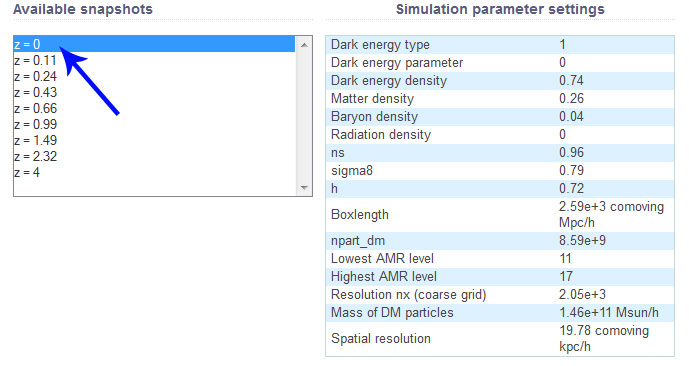 Available snapshots
z = 0
z = 0.11
z = 0.24
z = 0.43
z = 0.66
z = 0.99
z = 1.49
z = 2.32
z = 4
Simulation parameter settings
Dark energy type 1
Dark energy parameter 0
Dark energy density 0.74
Matter density 0.26
Baryon density 0.04
Radiation density 0
ns 0.96
sigma8 0.79
h 0.72
Boxlength 2.59e+3 comoving
Mpc/h
npart_dm 8.59e+9
Lowest AMR level 11
Highest AMR level 17
Resolution nx (coarse grid) 2.05e+3
Mass of DM particles 1.46e+11 Msun/h
Spatial resolution 19.78 comoving
kpc/h